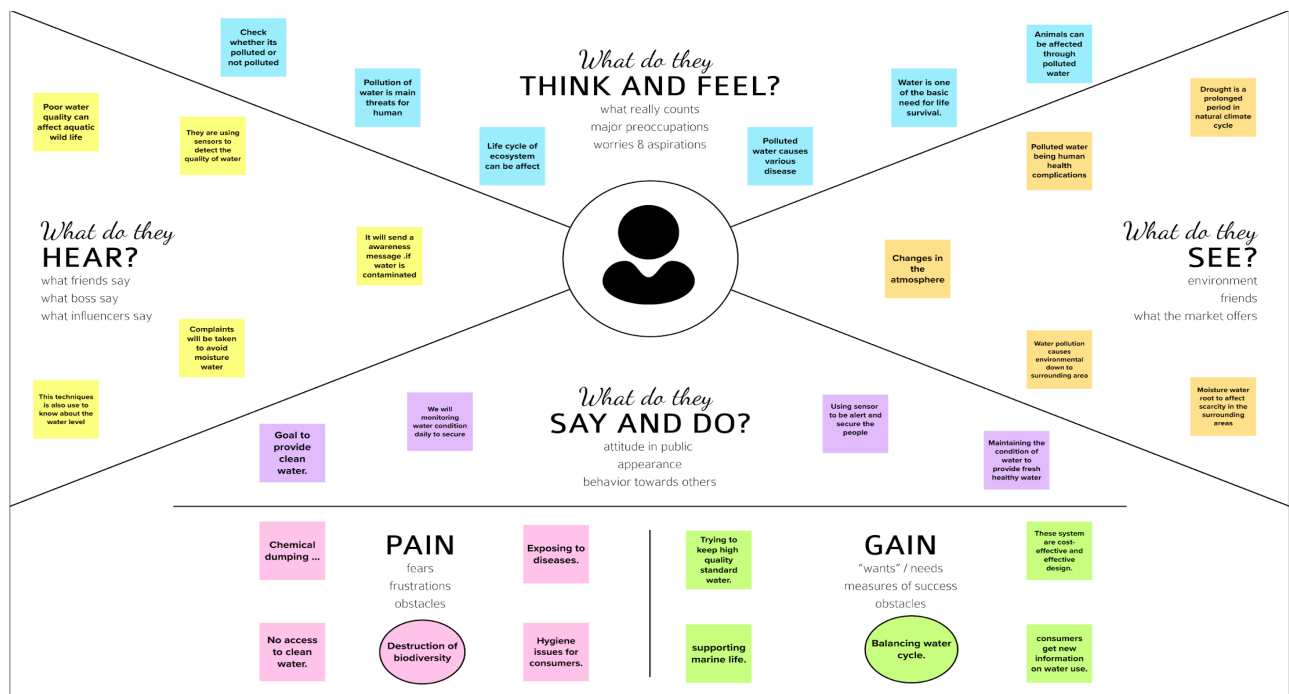 Check
whether its
polluted or
not polluted
Pollution of
water is main
threats for
human
Life cycle of
ecosystem
can be affect
What do they
THINK AND FEEL?
what really counts
major preoccupations
worries & aspirations
Polluted
water causes
various
disease
Water is one
of the basic
need for life
survival.
Animals can
be affected
through
polluted
water
Poor water
quality can
affect aquatic
wild life
They are using
sensors to
detect the
quality of water
What do they
HEAR?
what friends say
what boss say
what influencers say
It will send a
awareness
message .if
water is
contaminated
Complaints
will be taken
to avoid
moisture
water
This techniques
is also use to
know about the
water level
Drought is a
prolonged
period in
natural climate
cycle
Polluted water
being human
health
complications
What do they
SEE?
environment
friends
what the market offers
Changes in
the
atmosphere
Water pollution
causes
environmental
down to
surrounding area
Moisture water
root to affect
scarcity in the
surrounding
areas
What do they
SAY AND DO?
attitude in public
appearance
behavior towards others
Goal to
provide
clean
water.
We will
monitoring
water condition
daily to secure
Using sensor
to be alert and
secure the
people
Maintaining the
condition of
water to
provide fresh
healthy water
PAIN
fears
frustrations
obstacles
Chemical
dumping ...
Exposing to
diseases.
No access
to clean
water.
Destruction of
biodiversity
Hygiene
issues for
consumers.
GAIN
“wants” / needs
measures of success
obstacles
Trying to
keep high
quality
standard
water.
These system
are cost-
effective and
effective
design.
supporting
marine life.
Balancing water
cycle.
consumers
get new
information
on water use.